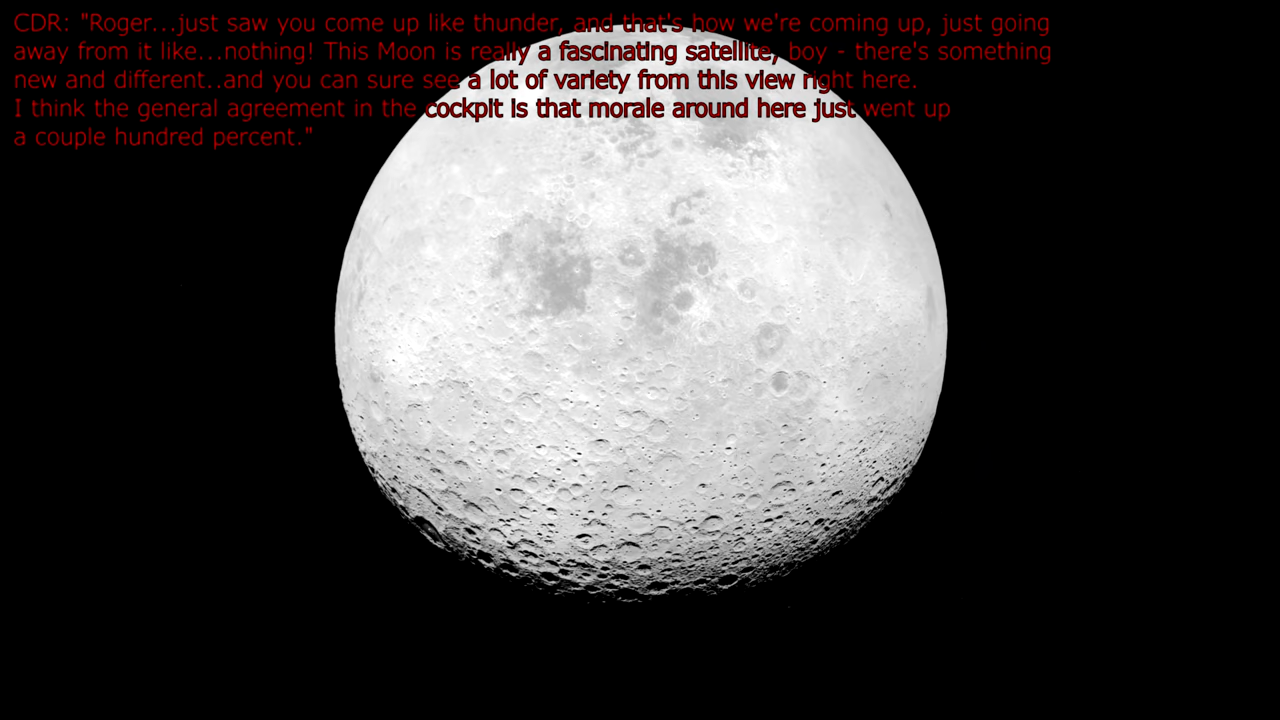 CDR: "Roger...just saw you come up like thunder, and that's how we're coming up, just going
away from it like...nothing! This Moon is really a fascinating satellite, boy - there's something
new and different..and you can sure see a lot of variety from this view right here.
I think the general agreement in the cockpit is that morale around here just went up
a couple hundred percent."